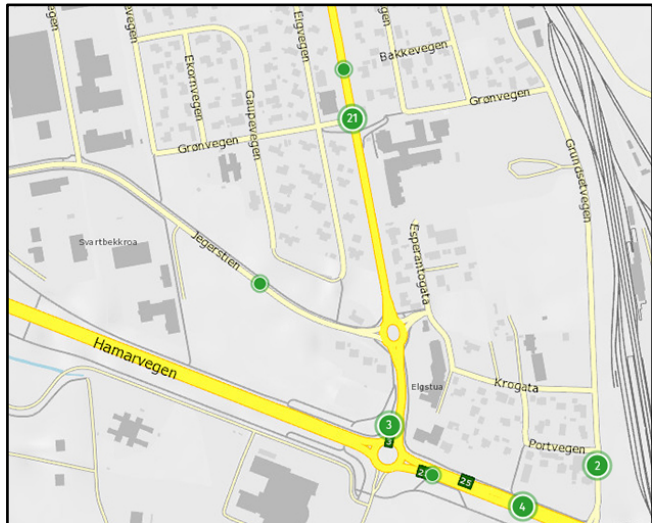 Elgvegen
Bakkevegen
Ekornvegen
Gaupevegen
21
Grønvegen
Grønvegen
Grundsetvegen
Svartbekkroa
Jegerstien
Esperantogata
Hamarvegen
Elgstua
Krogata
3
3
Portvegen
2
25
4